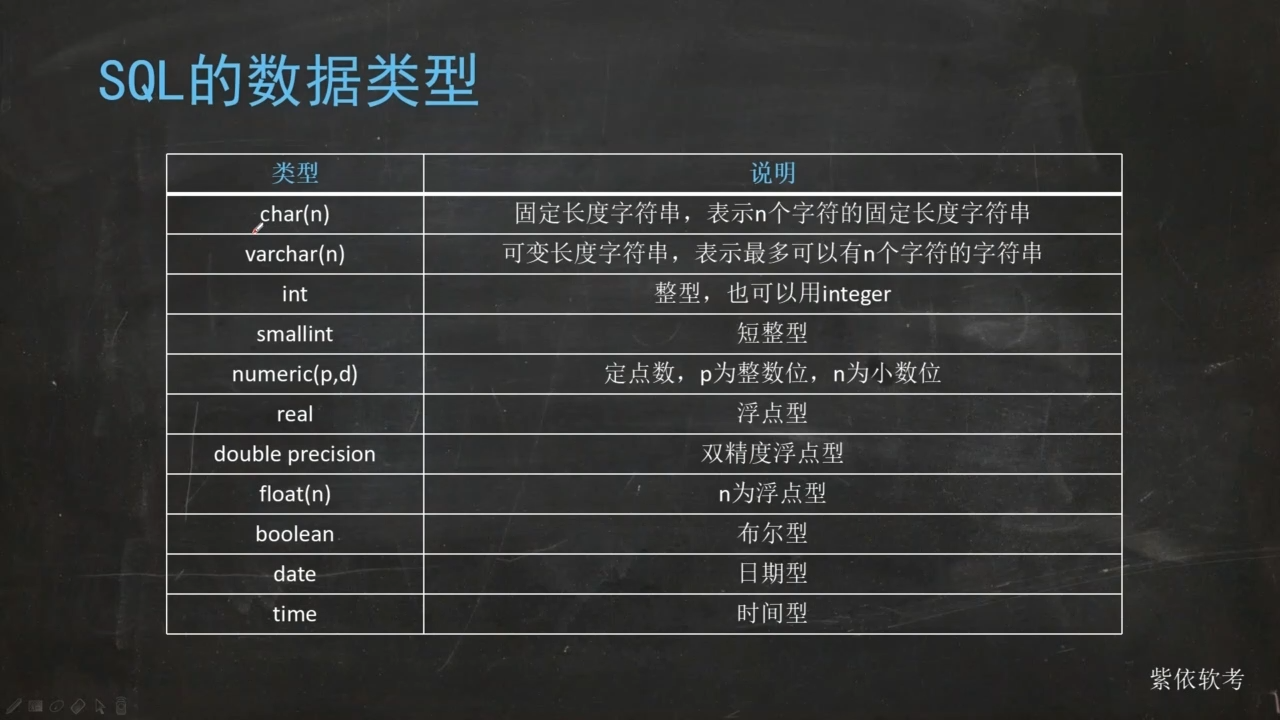 SQL的数据类型
类型 说明
char(n) 固定长度字符串，表示n个字符的固定长度字符串
varchar(n) 可变长度字符串，表示最多可以有n个字符的字符串
int 整型，也可以用integer
smallint 短整型
numeric(p,d) 定点数，p为整数位，n为小数位
real 浮点型
double precision 双精度浮点型
float(n) n为浮点型
boolean 布尔型
date 日期型
time 时间型
紫依软考